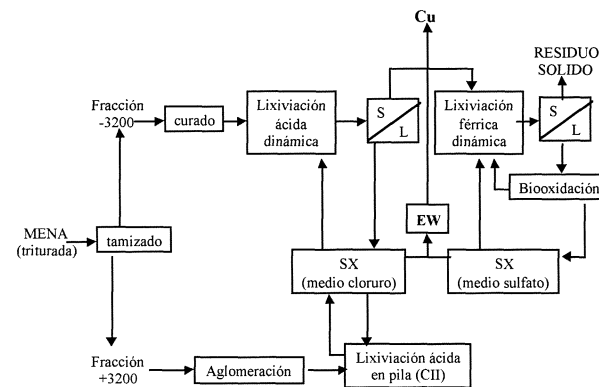 Cu
RESIDUO
SOLIDO
Fracción
-3200
curado
Lixiviación
ácida
dinámica
S
L
Lixiviación
férrica
dinámica
S
L
Biooxidación
MENA
(triturada)
tamizado
EW
SX
(medio cloruro)
SX
(medio sulfato)
Fracción
+3200
Aglomeración
Lixiviación ácida
en pila (CII)